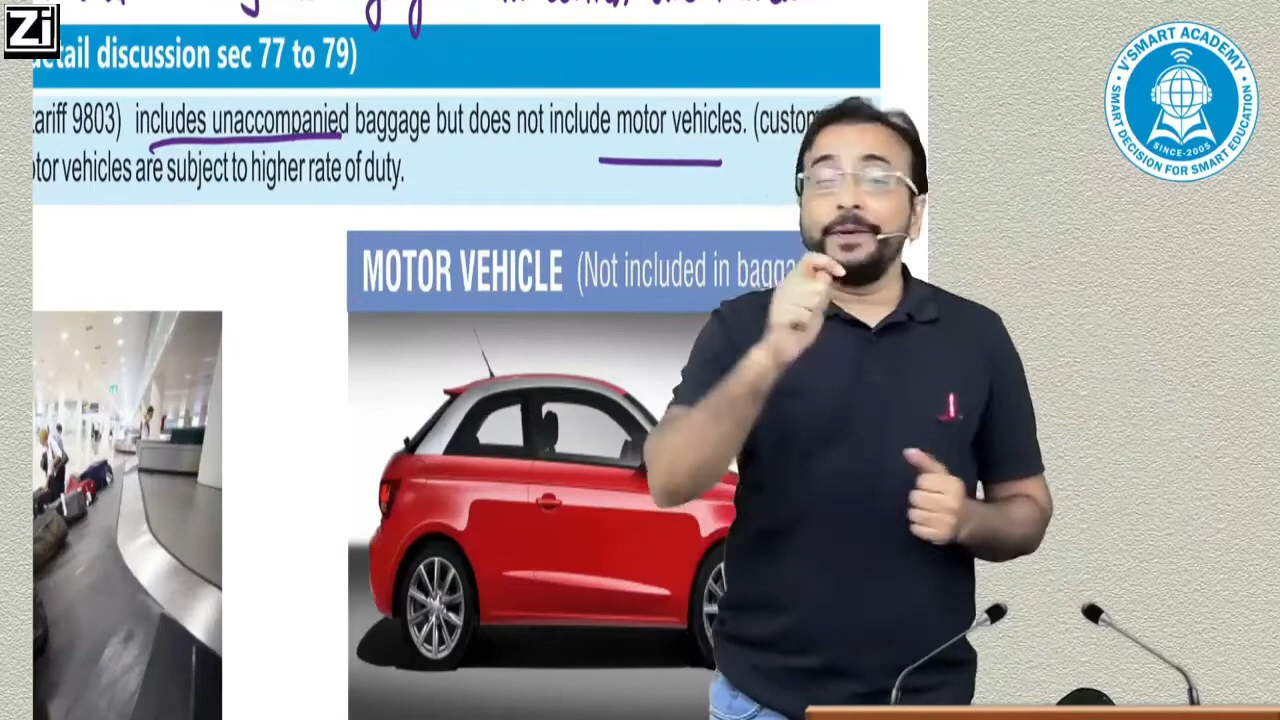 Zi
etail discussion sec 77 to 79)
tariff 9803) includes unaccompanied baggage but does not include motor vehicles. (custom
otor vehicles are subject to higher rate of duty.
MOTOR VEHICLE (Not included in bagga
V'SMART ACADEMY
SINCE-2005
SMART DECISION FOR SMART EDUCATION